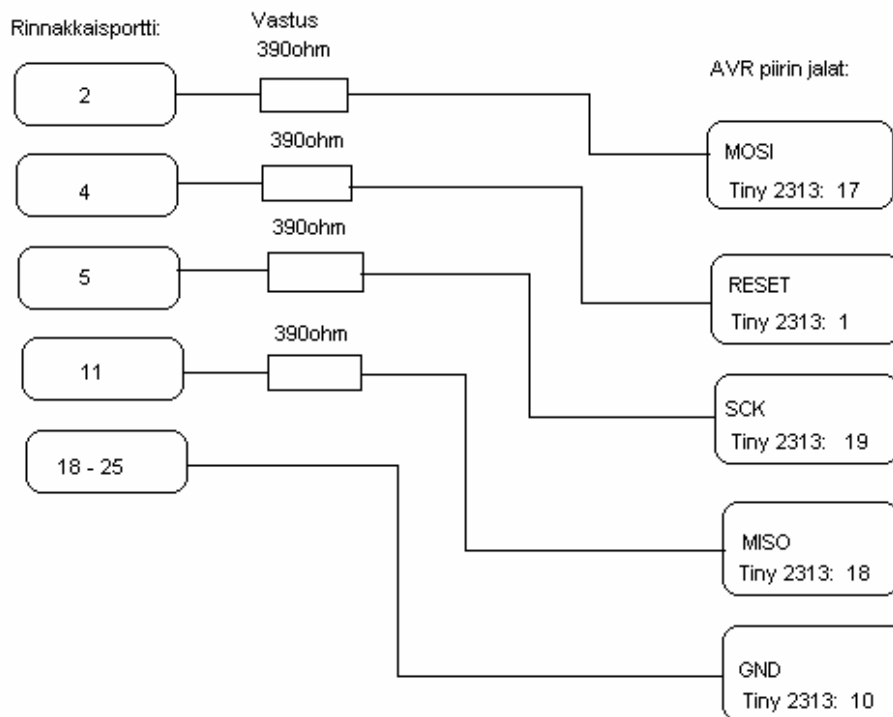 Rinnakkaisportti:
Vastus
390ohm
AVR piirin jalat:
2
MOSI
Tiny 2313: 17
390ohm
4
RESET
Tiny 2313: 1
390ohm
5
SCK
Tiny 2313: 19
390ohm
11
MISO
Tiny 2313: 18
18 - 25
GND
Tiny 2313: 10